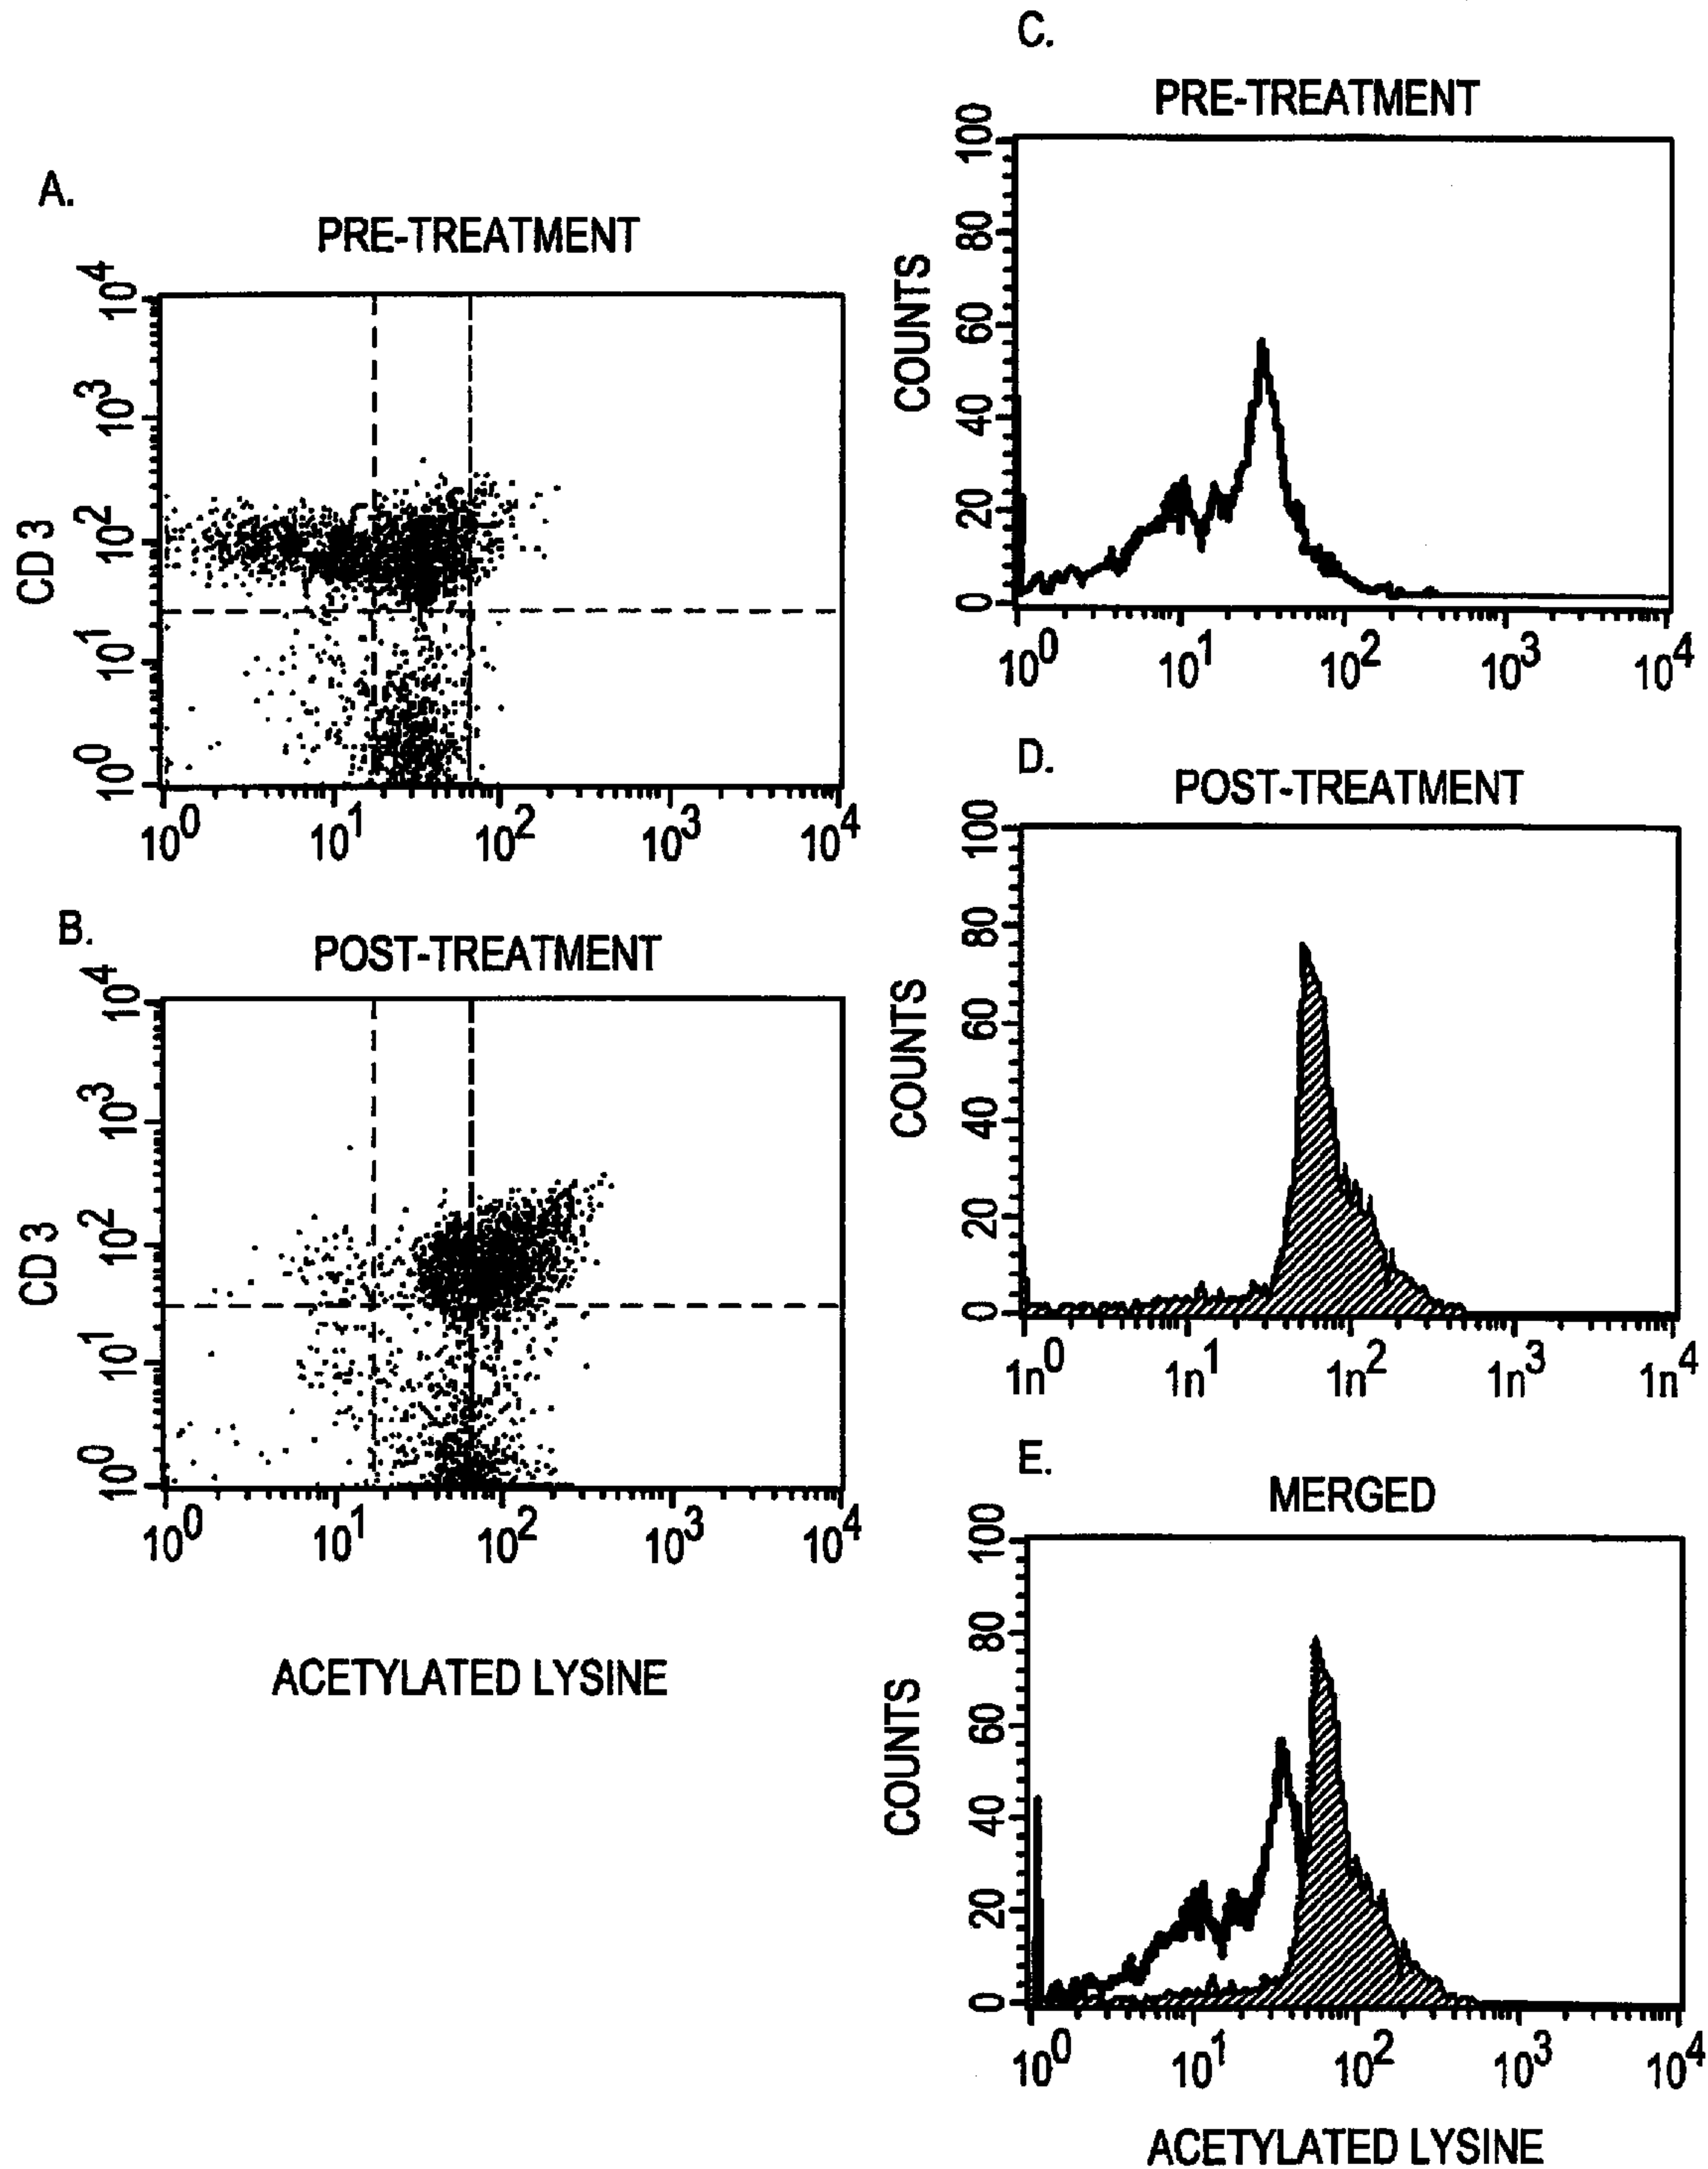 A.
PRE-TREATMENT
CD 3
10^4
10^3
10^2
10^1
10^0
10^0 10^1 10^2 10^3 10^4
B.
POST-TREATMENT
CD 3
10^4
10^3
10^2
10^1
10^0
10^0 10^1 10^2 10^3 10^4
ACETYLATED LYSINE
C.
PRE-TREATMENT
COUNTS
100
80
60
40
20
0
10^0 10^1 10^2 10^3 10^4
D.
POST-TREATMENT
COUNTS
100
80
60
40
20
0
1n^0 1n^1 1n^2 1n^3 1n^4
E.
MERGED
COUNTS
100
80
60
40
20
0
10^0 10^1 10^2 10^3 10^4
ACETYLATED LYSINE